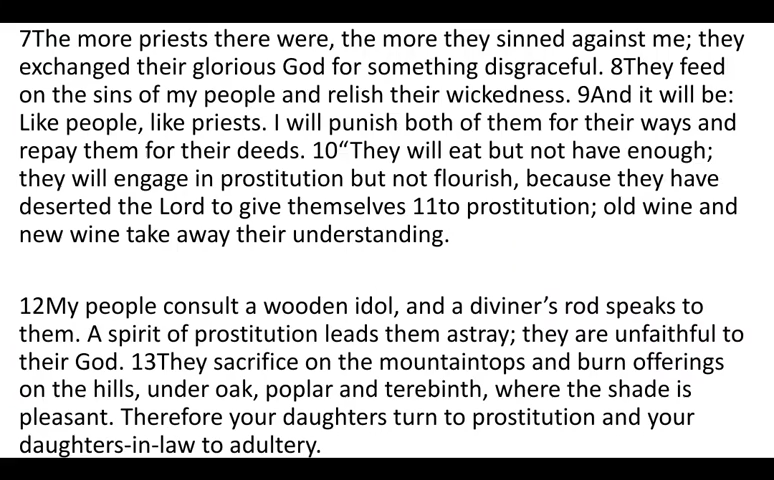 7The more priests there were, the more they sinned against me; they
exchanged their glorious God for something disgraceful. 8They feed
on the sins of my people and relish their wickedness. 9And it will be:
Like people, like priests. I will punish both of them for their ways and
repay them for their deeds. 10“They will eat but not have enough;
they will engage in prostitution but not flourish, because they have
deserted the Lord to give themselves 11to prostitution; old wine and
new wine take away their understanding.
12My people consult a wooden idol, and a diviner’s rod speaks to
them. A spirit of prostitution leads them astray; they are unfaithful to
their God. 13They sacrifice on the mountaintops and burn offerings
on the hills, under oak, poplar and terebinth, where the shade is
pleasant. Therefore your daughters turn to prostitution and your
daughters-in-law to adultery.